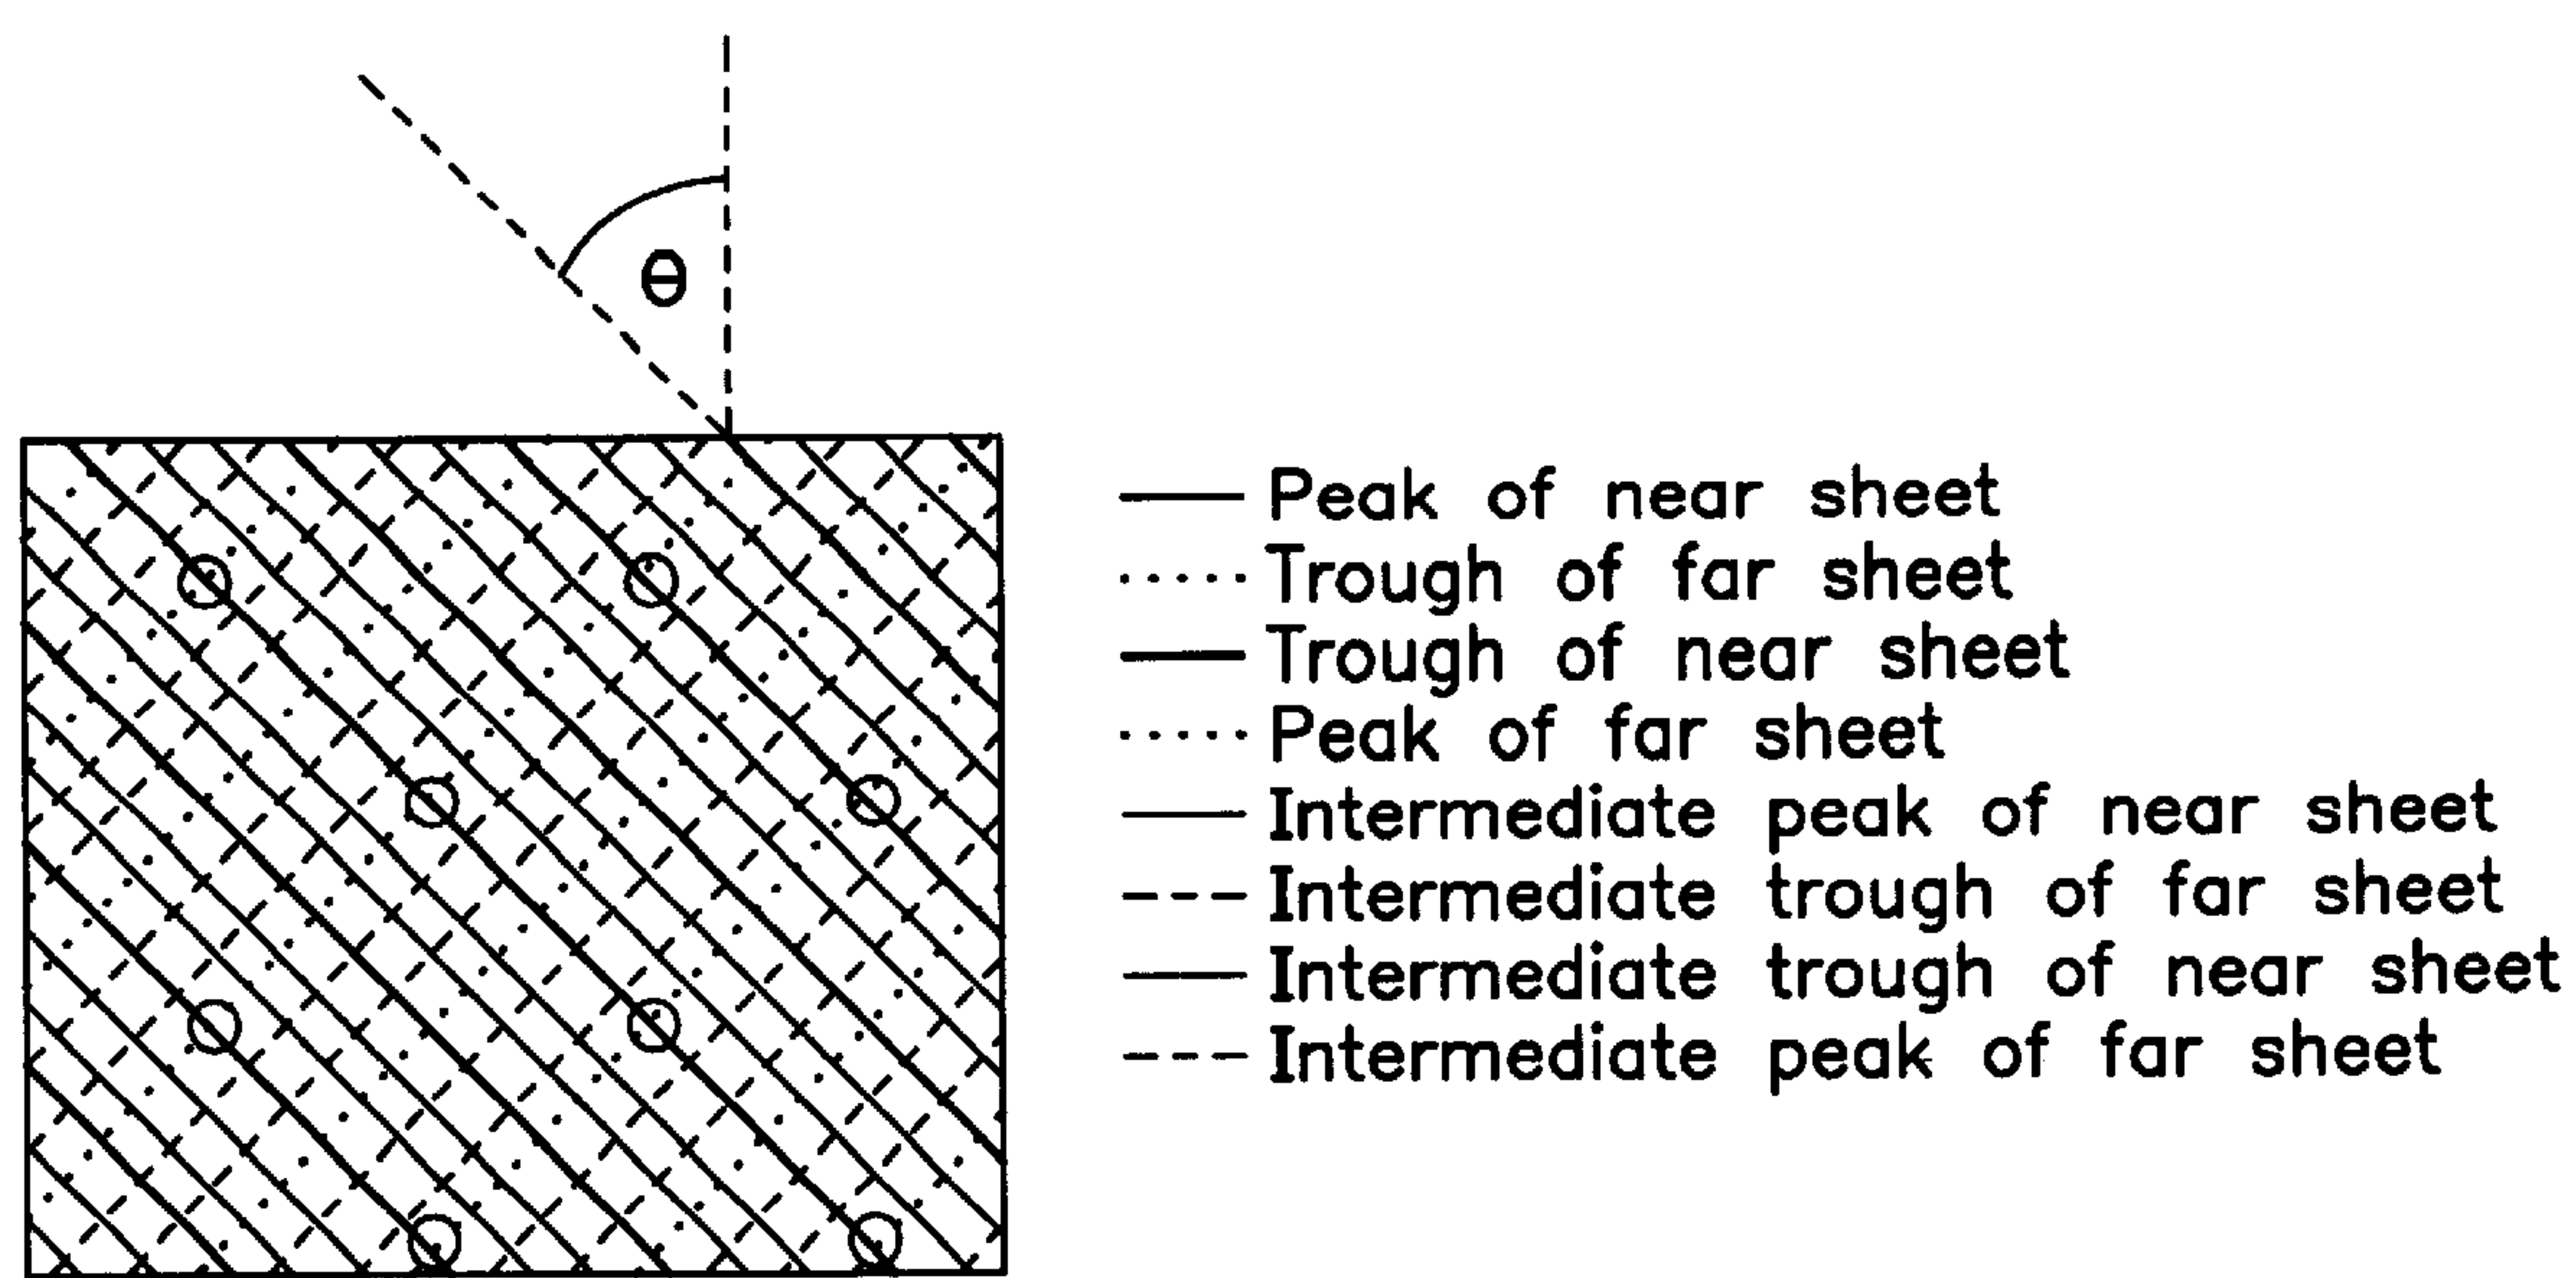 θ
Peak of near sheet
Trough of far sheet
Trough of near sheet
Peak of far sheet
Intermediate peak of near sheet
Intermediate trough of far sheet
Intermediate trough of near sheet
Intermediate peak of far sheet